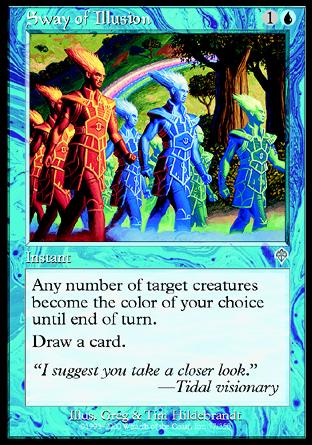 Sway of Illusion 1
Instant
Any number of target creatures
become the color of your choice
until end of turn.
Draw a card.
“I suggest you take a closer look.”
—Tidal visionary
Illus. Greg & Tim Hildebrandt